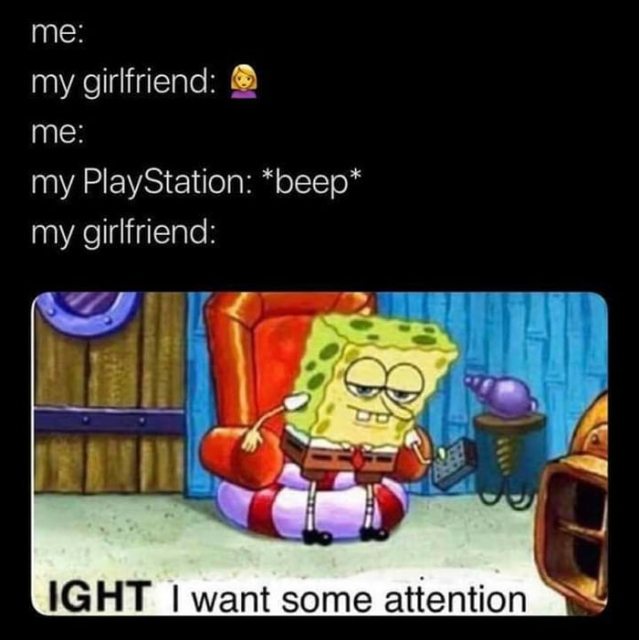 me:
my girlfriend: 💁‍♀️
me:
my PlayStation: *beep*
my girlfriend:
IGHT I want some attention